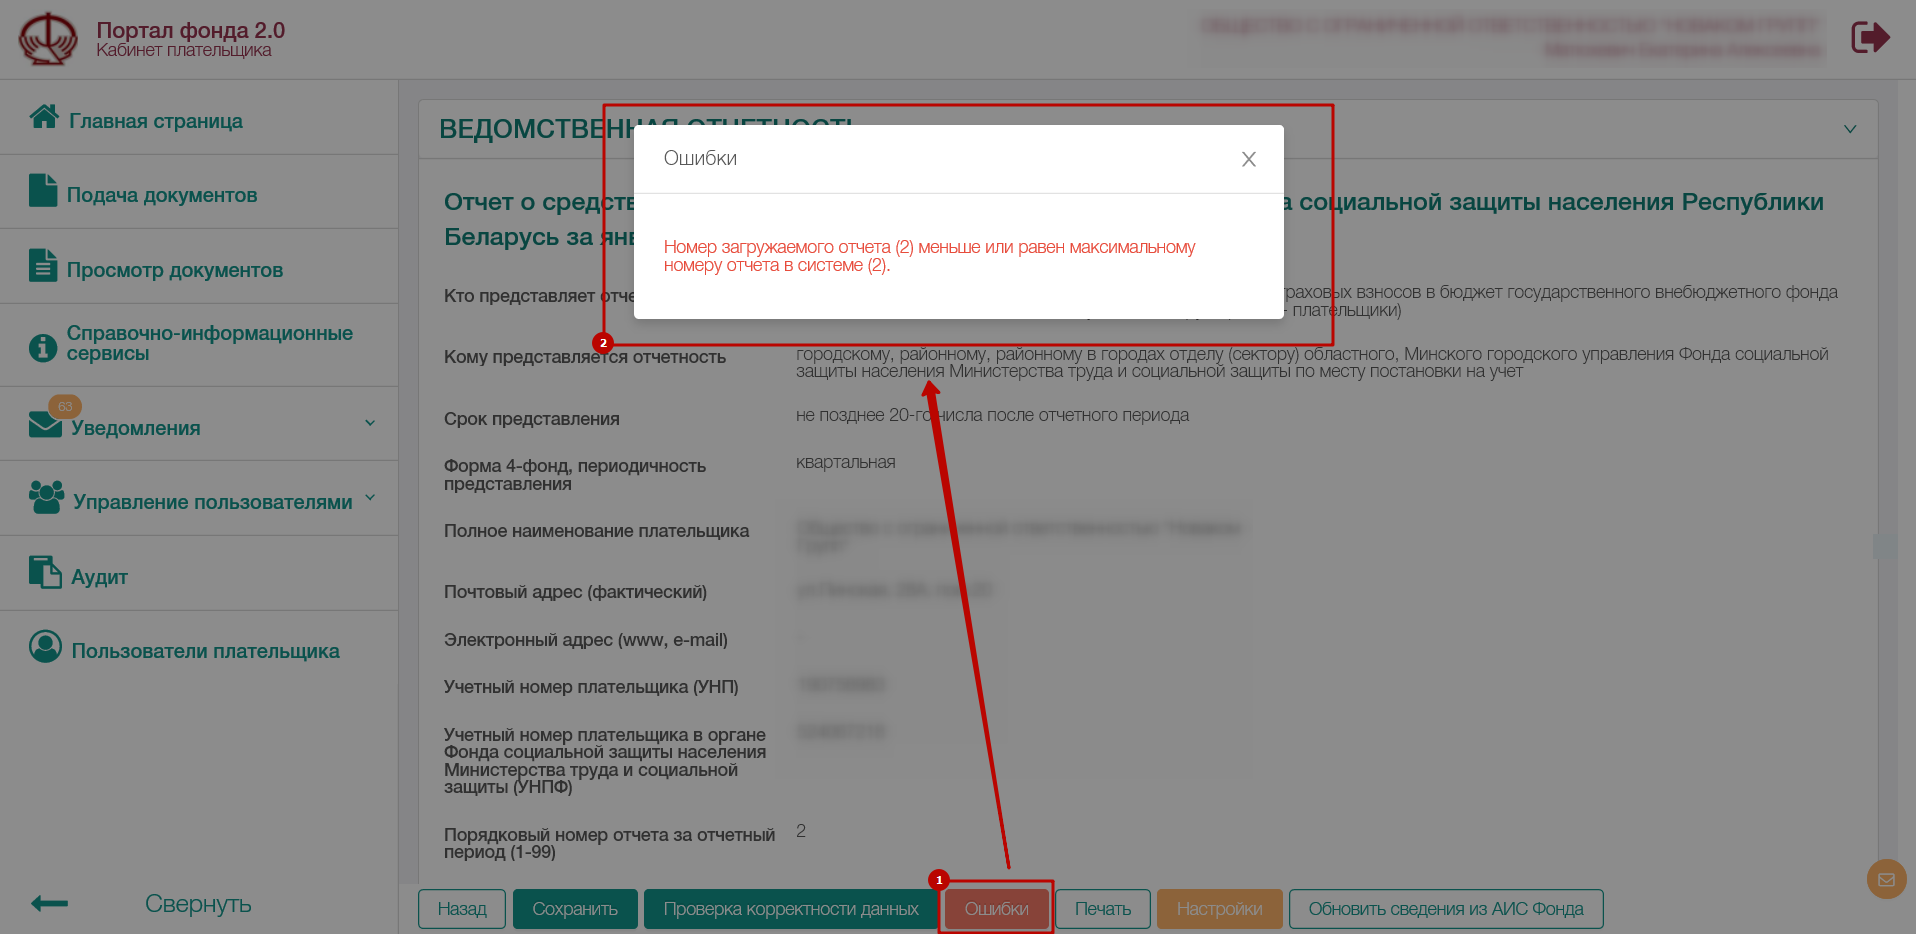 Портал фонда 2.0
Кабинет плательщика
Главная страница
Подача документов
Просмотр документов
Справочно-информационные
сервисы
63
Уведомления
Управление пользователями
Аудит
Пользователи плательщика
Свернуть
ВЕДОМСТВЕННАЯ ОТЧЕТНОСТЬ
Отчет о средств
а социальной защиты населения Республики
Беларусь за янв
Ошибки
Номер загружаемого отчета (2) меньше или равен максимальному
номеру отчета в системе (2).
Кто представляет отче
траховых взносов в бюджет государственного внебюджетного фонда
- плательщики)
2
Кому представляется отчетность
городскому, районному, районному в городах отделу (сектору) областного, Минского городского управления Фонда социальной
защиты населения Министерства труда и социальной защиты по месту постановки на учет
Срок представления
не позднее 20-го числа после отчетного периода
Форма 4-фонд, периодичность
представления
квартальная
Полное наименование плательщика
Почтовый адрес (фактический)
Электронный адрес (www, e-mail)
Учетный номер плательщика (УНП)
Учетный номер плательщика в органе
Фонда социальной защиты населения
Министерства труда и социальной
защиты (УНПФ)
Порядковый номер отчета за отчетный
период (1-99)
2
1
Назад
Сохранить
Проверка корректности данных
Ошибки
Печать
Настройки
Обновить сведения из АИС Фонда